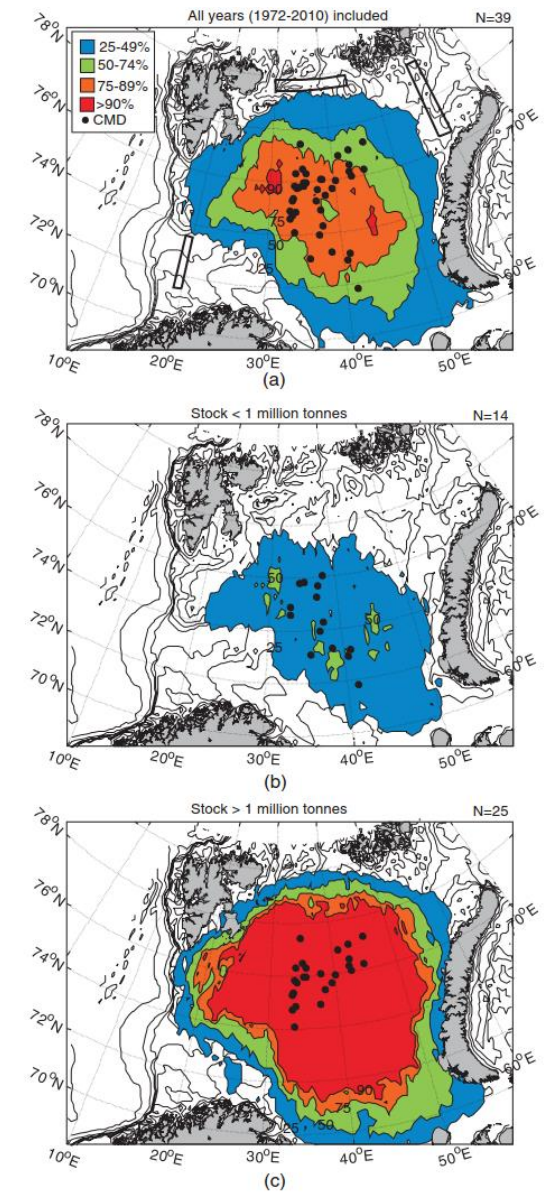 All years (1972-2010) included N=39
78°N
25-49%
50-74%
75-89%
>90%
CMD
76°N
70°E
74°N
90
72°N
75
50
25
70°N
60°E
10°E 20°E 30°E 40°E 50°E
(a)
Stock < 1 million tonnes N=14
78°N
76°N
70°E
74°N
50
50
72°N
25
70°N
60°E
10°E 20°E 30°E 40°E 50°E
(b)
Stock > 1 million tonnes N=25
78°N
76°N
70°E
74°N
72°N
60°E
70°N
90
75
25 50
10°E 20°E 30°E 40°E 50°E
(c)